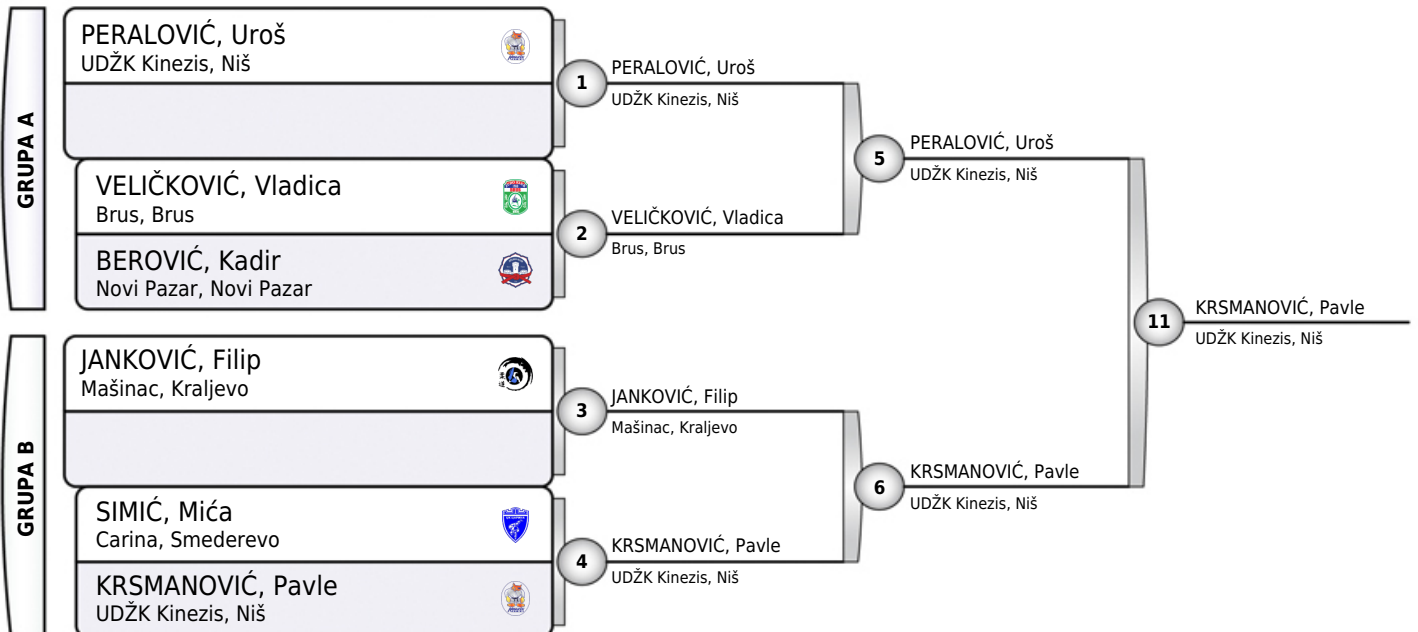 GRUPA A
PERALOVIĆ, Uroš
UDŽK Kinezis, Niš
VELIČKOVIĆ, Vladica
Brus, Brus
BEROVIĆ, Kadir
Novi Pazar, Novi Pazar
GRUPA B
JANKOVIĆ, Filip
Mašinac, Kraljevo
SIMIĆ, Mića
Carina, Smederevo
KRSMANOVIĆ, Pavle
UDŽK Kinezis, Niš
1
PERALOVIĆ, Uroš
UDŽK Kinezis, Niš
2
VELIČKOVIĆ, Vladica
Brus, Brus
3
JANKOVIĆ, Filip
Mašinac, Kraljevo
4
KRSMANOVIĆ, Pavle
UDŽK Kinezis, Niš
5
PERALOVIĆ, Uroš
UDŽK Kinezis, Niš
6
KRSMANOVIĆ, Pavle
UDŽK Kinezis, Niš
11
KRSMANOVIĆ, Pavle
UDŽK Kinezis, Niš